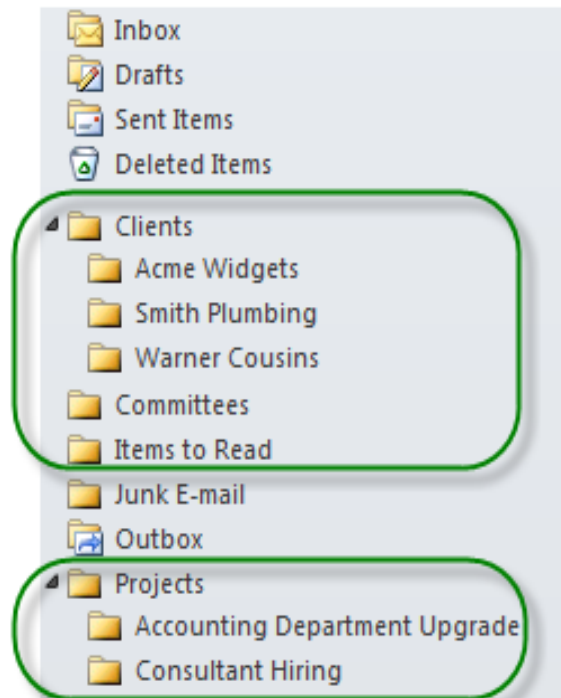 Inbox
Drafts
Sent Items
Deleted Items
Clients
Acme Widgets
Smith Plumbing
Warner Cousins
Committees
Items to Read
Junk E-mail
Outbox
Projects
Accounting Department Upgrade
Consultant Hiring